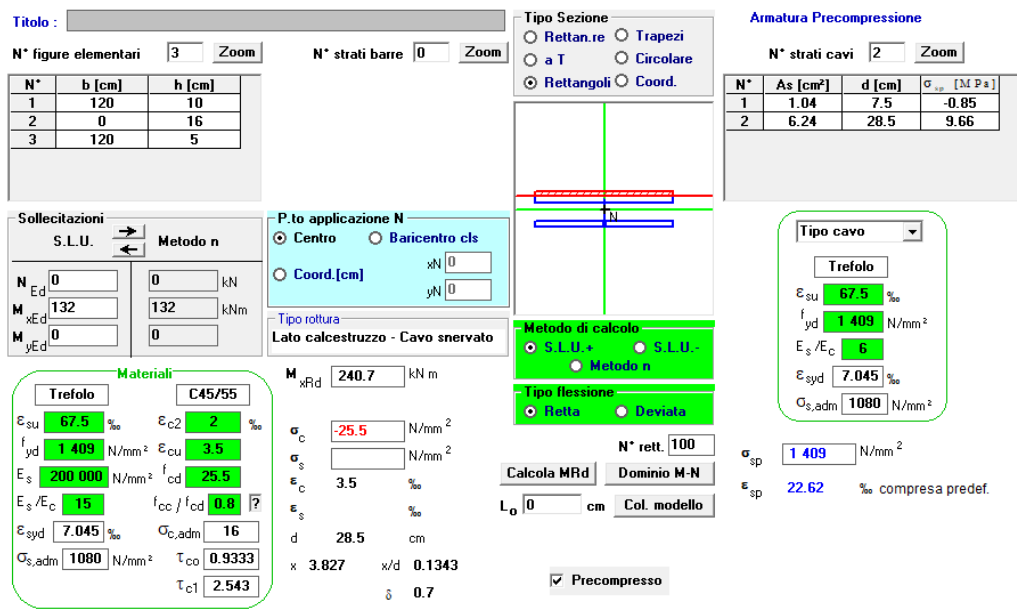 Titolo :
N° figure elementari 3 Zoom
N° strati barre 0 Zoom
N° b [cm] h [cm]
1 120 10
2 0 16
3 120 5
Tipo Sezione
Rettan.re Trapezi
a T Circolare
Rettangoli Coord.
Armatura Precompressione
N° strati cavi 2 Zoom
N° As [cm²] d [cm] σsp [MPa]
1 1.04 7.5 -0.85
2 6.24 28.5 9.66
Sollecitazioni
S.L.U. Metodo n
N Ed 0 0 kN
M xEd 132 132 kNm
M yEd 0 0
P.to applicazione N
Centro Baricentro cls
Coord.[cm]
xN 0
yN 0
N
Tipo rottura
Lato calcestruzzo - Cavo snervato
Materiali
Trefolo C45/55
εsu 67.5 ‰ εc2 2 ‰
fyd 1 409 N/mm² εcu 3.5
Es 200 000 N/mm² fcd 25.5
Es/Ec 15 fcc / fcd 0.8 ?
εsyd 7.045 ‰ σc,adm 16
σs,adm 1080 N/mm² τco 0.9333
τc1 2.543
M xRd 240.7 kN m
σc -25.5 N/mm²
σs N/mm²
εc 3.5 ‰
εs ‰
d 28.5 cm
x 3.827 x/d 0.1343
δ 0.7
Metodo di calcolo
S.L.U.+ S.L.U.-
Metodo n
Tipo flessione
Retta Deviata
N° rett. 100
Calcola MRd Dominio M-N
Lo 0 cm Col. modello
Precompresso
Tipo cavo
Trefolo
εsu 67.5 ‰
fyd 1 409 N/mm²
Es/Ec 6
εsyd 7.045 ‰
σs,adm 1080 N/mm²
σsp 1 409 N/mm²
εsp 22.62 ‰ compresa predef.